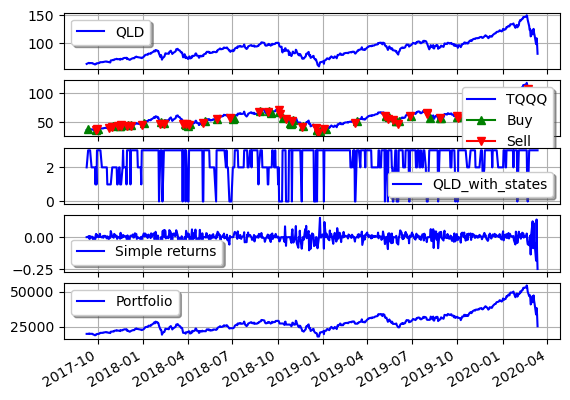 150
QLD
100
100
TQQQ
Buy
50
Sell
2
QLD_with_states
0
0.00
Simple returns
−0.25
50000
Portfolio
25000
2017-10 2018-01 2018-04 2018-07 2018-10 2019-01 2019-04 2019-07 2019-10 2020-01 2020-04